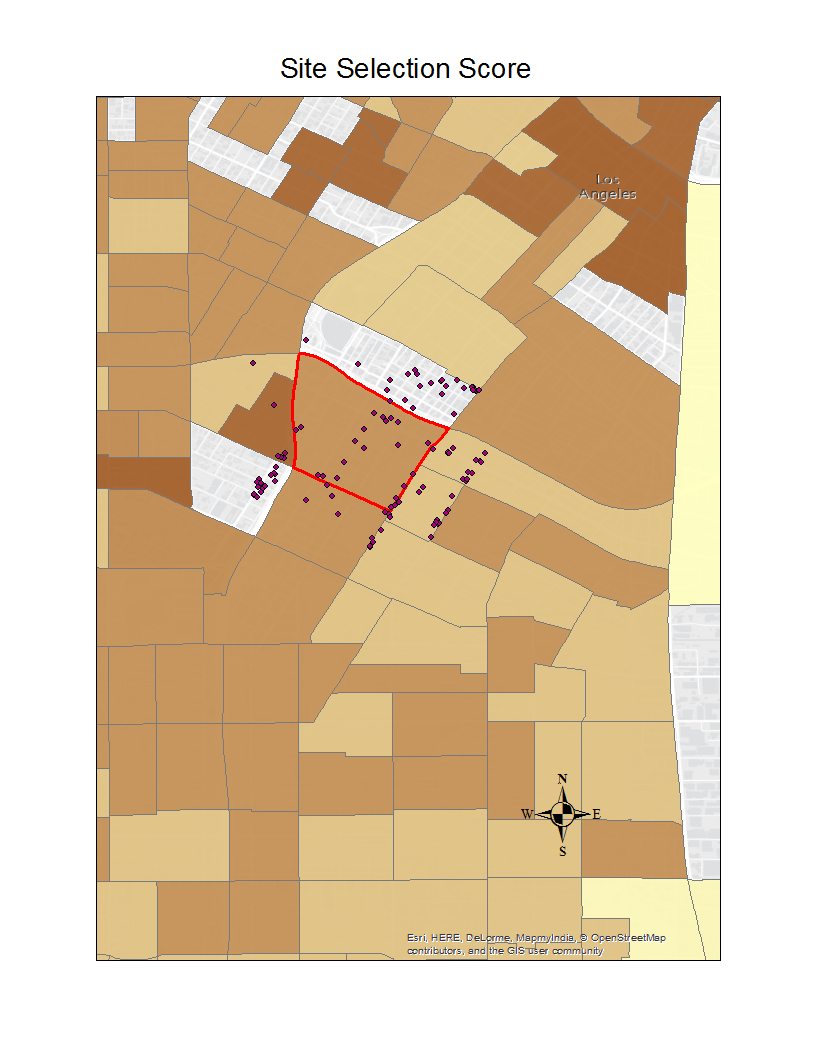 Site Selection Score
Los
Angeles
N
W
E
S
Esri, HERE, DeLorme, MapmyIndia, © OpenStreetMap
contributors, and the GIS user community